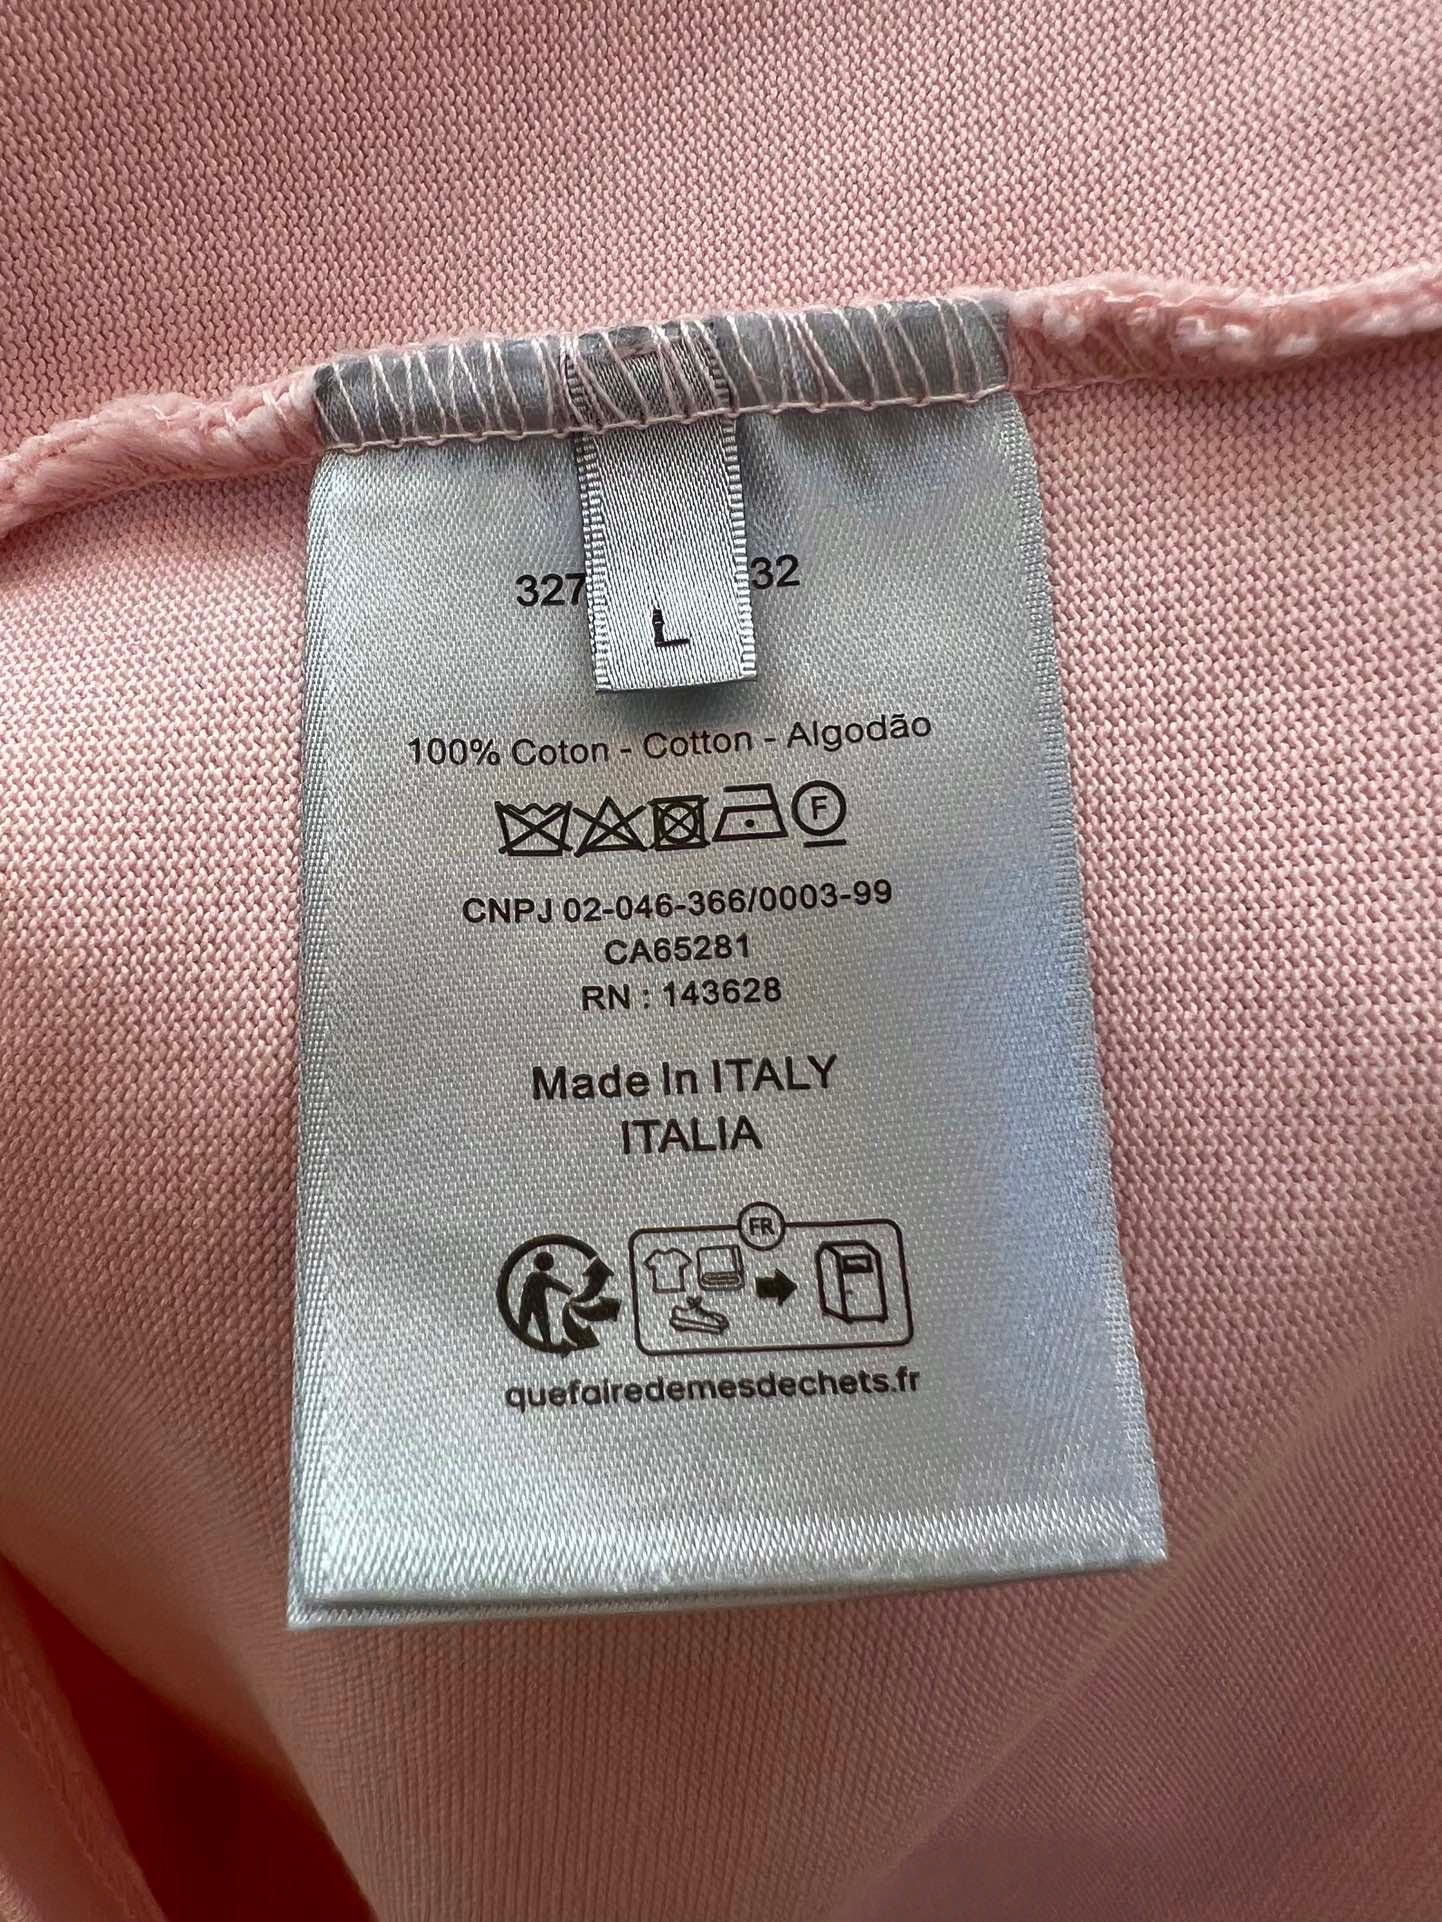 327 32
L
100% Coton - Cotton - Algodão
F
CNPJ 02-046-366/0003-99
CA65281
RN : 143628
Made In ITALY
ITALIA
FR
quefairedemesdechets.fr